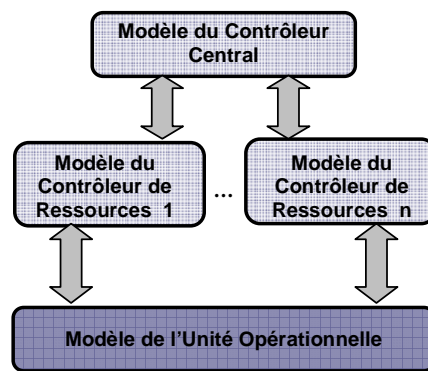 Modèle du Contrôleur
Central
Modèle du
Contrôleur de
Ressources 1
...
Modèle du
Contrôleur de
Ressources n
Modèle de l'Unité Opérationnelle